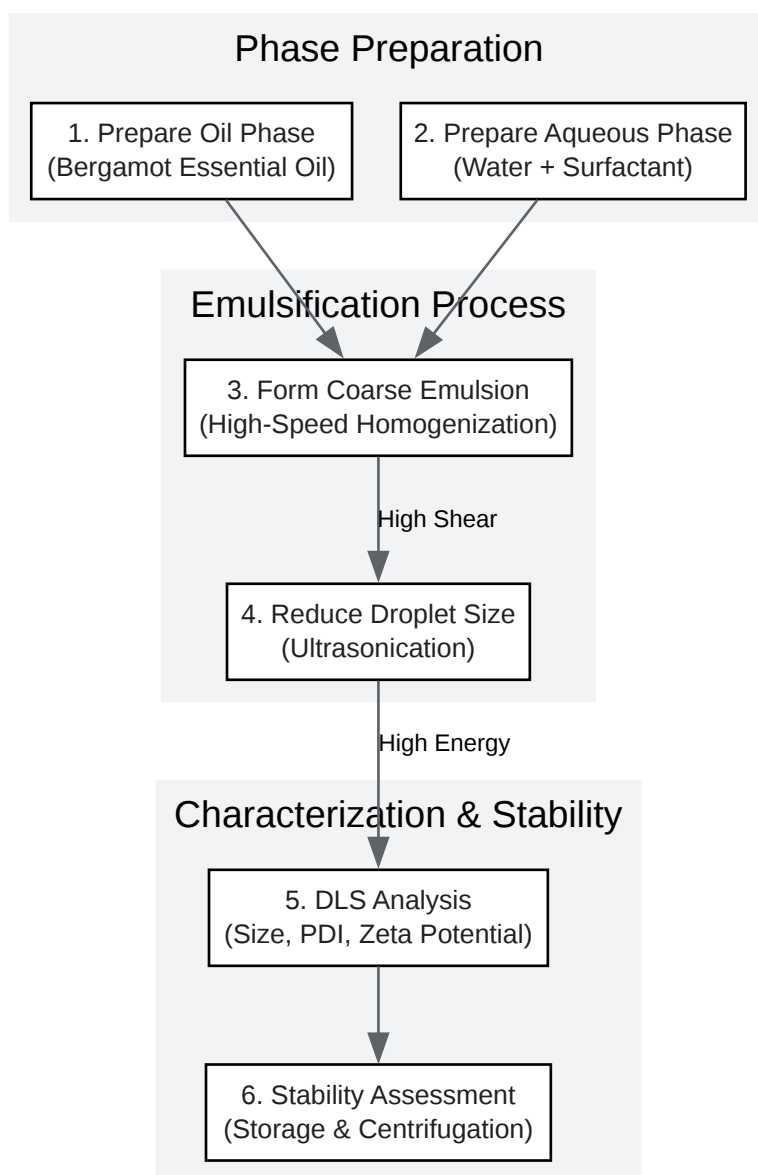 Phase Preparation
1. Prepare Oil Phase
(Bergamot Essential Oil)
2. Prepare Aqueous Phase
(Water + Surfactant)
Emulsification Process
3. Form Coarse Emulsion
(High-Speed Homogenization)
High Shear
4. Reduce Droplet Size
(Ultrasonication)
High Energy
Characterization & Stability
5. DLS Analysis
(Size, PDI, Zeta Potential)
6. Stability Assessment
(Storage & Centrifugation)